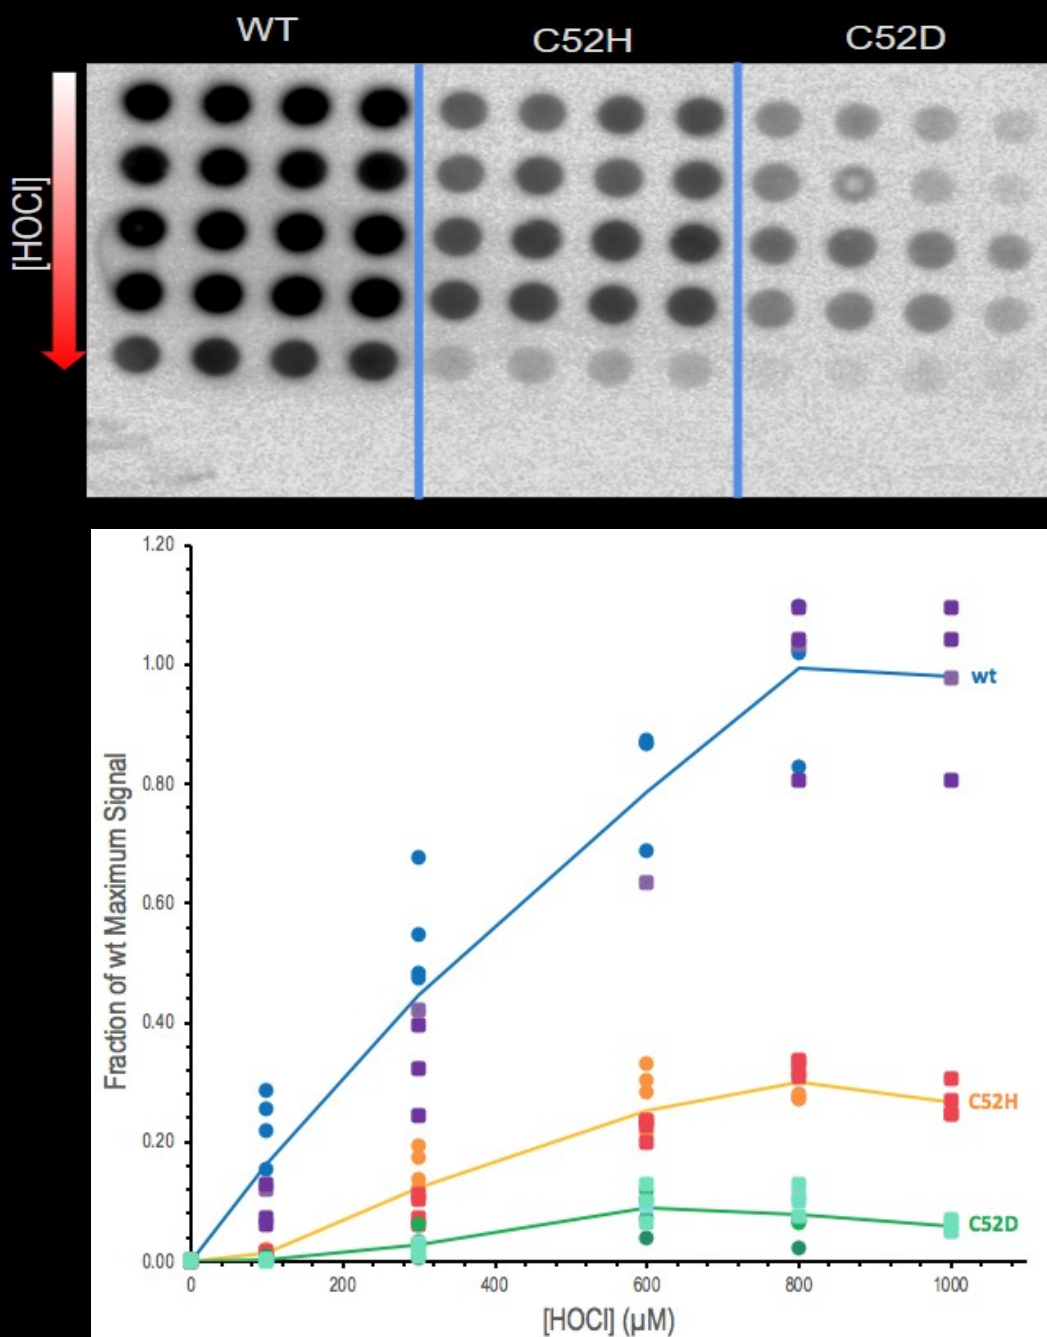 WT
C52H
C52D
[HOCl]
1.20
1.00
0.80
0.60
0.40
0.20
0.00
Fraction of wt Maximum Signal
wt
C52H
C52D
0 200 400 600 800 1000
[HOCl] (µM)